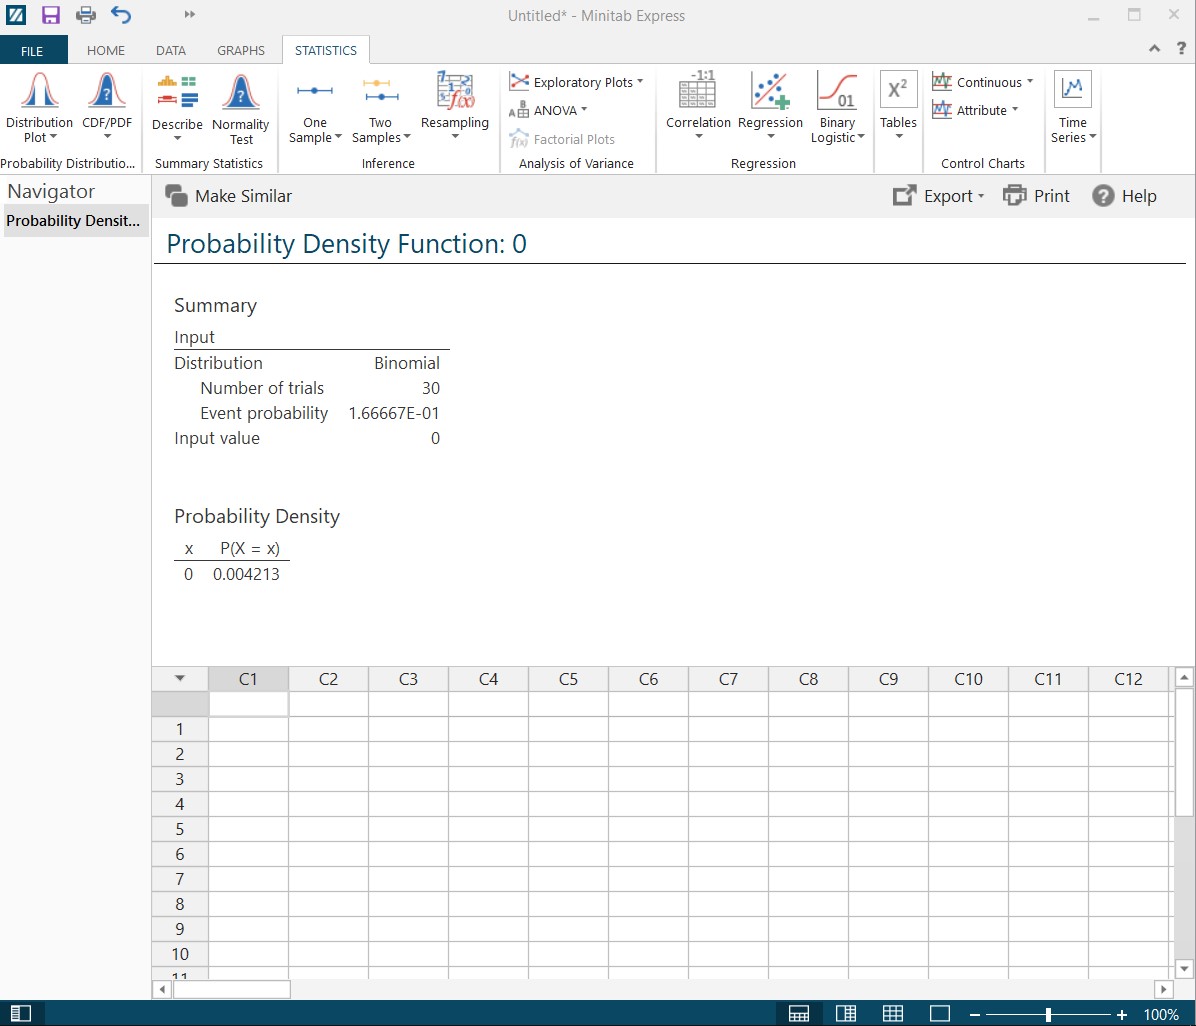 Untitled* - Minitab Express
FILE HOME DATA GRAPHS STATISTICS ?
Distribution Plot
CDF/PDF
Probability Distributio...
Describe
Normality Test
Summary Statistics
One Sample
Two Samples
Resampling
Inference
Exploratory Plots
ANOVA
Factorial Plots
Analysis of Variance
-1:1
Correlation
Regression
01
Binary Logistic
Regression
X²
Tables
Continuous
Attribute
Control Charts
Time Series
Navigator
Probability Densit...
Make Similar
Export Print ? Help
Probability Density Function: 0
Summary
Input
Distribution Binomial
Number of trials 30
Event probability 1.66667E-01
Input value 0
Probability Density
x P(X = x)
0 0.004213
C1 C2 C3 C4 C5 C6 C7 C8 C9 C10 C11 C12
1
2
3
4
5
6
7
8
9
10
11
100%